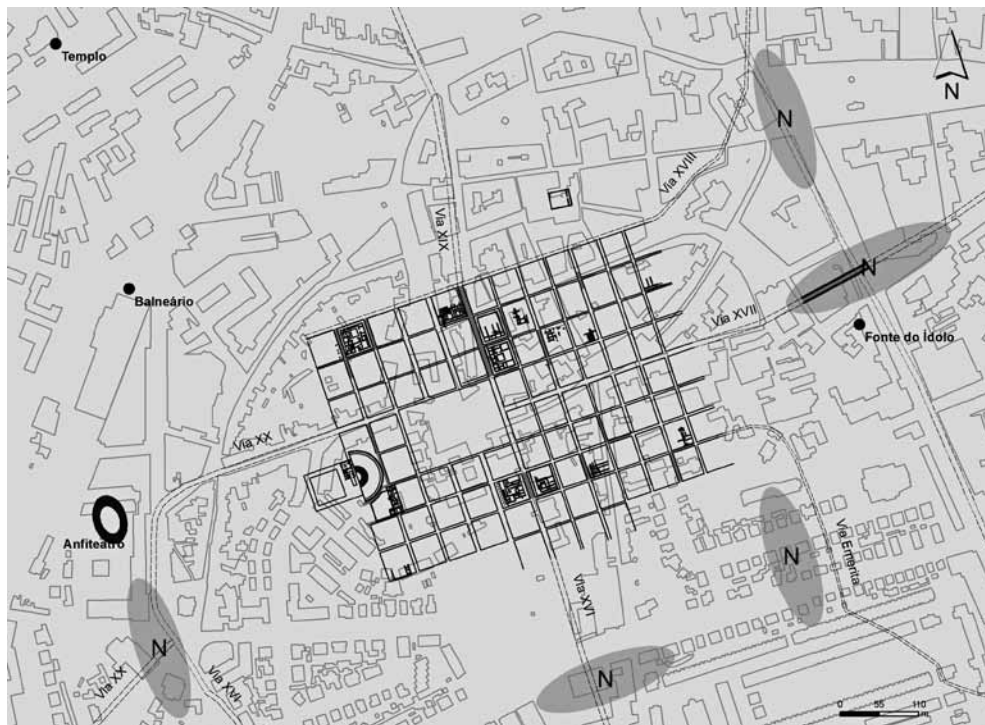 Templo
N
N
Via XVIII
Via XIX
N
Balneário
Via XVII
Fonte do Ídolo
Via XX
Anfiteatro
N
Via Emerita
Via XVI
N
N
Via XX
Via XVI
0 55 110
m